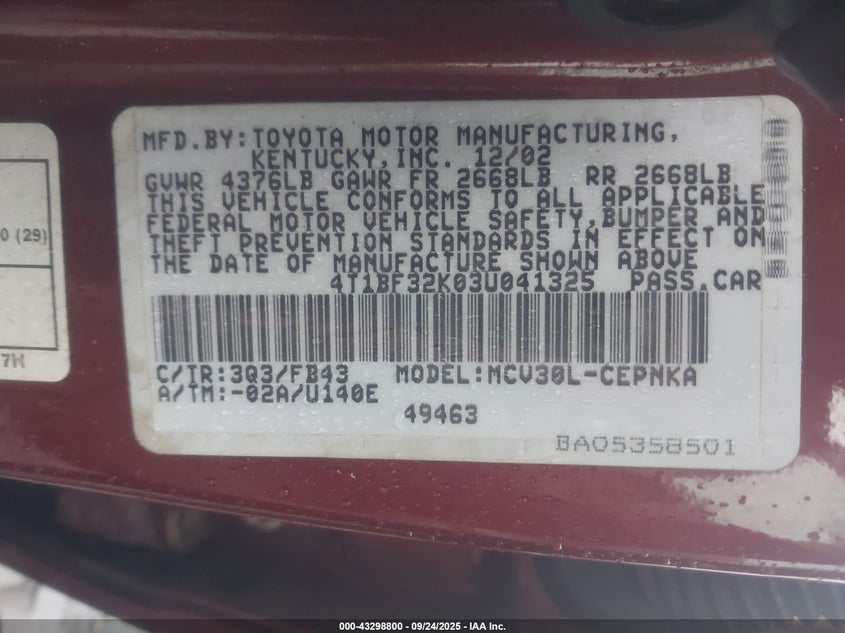 MFD.BY:TOYOTA MOTOR MANUFACTURING,
KENTUCKY,INC. 12/02
GVWR 4376LB GAWR FR 2668LB RR 2668LB
THIS VEHICLE CONFORMS TO ALL APPLICABLE
FEDERAL MOTOR VEHICLE SAFETY,BUMPER AND
THEFT PREVENTION STANDARDS IN EFFECT ON
THE DATE OF MANUFACTURE SHOWN ABOVE
4T1BF32K03U041325 PASS.CAR
C/TR:3Q3/FB43 MODEL:MCV30L-CEPNKA
A/TM:-02A/U140E
49463
BA05358501
0 (29)
7H
000-43298800 - 09/24/2025 - IAA Inc.